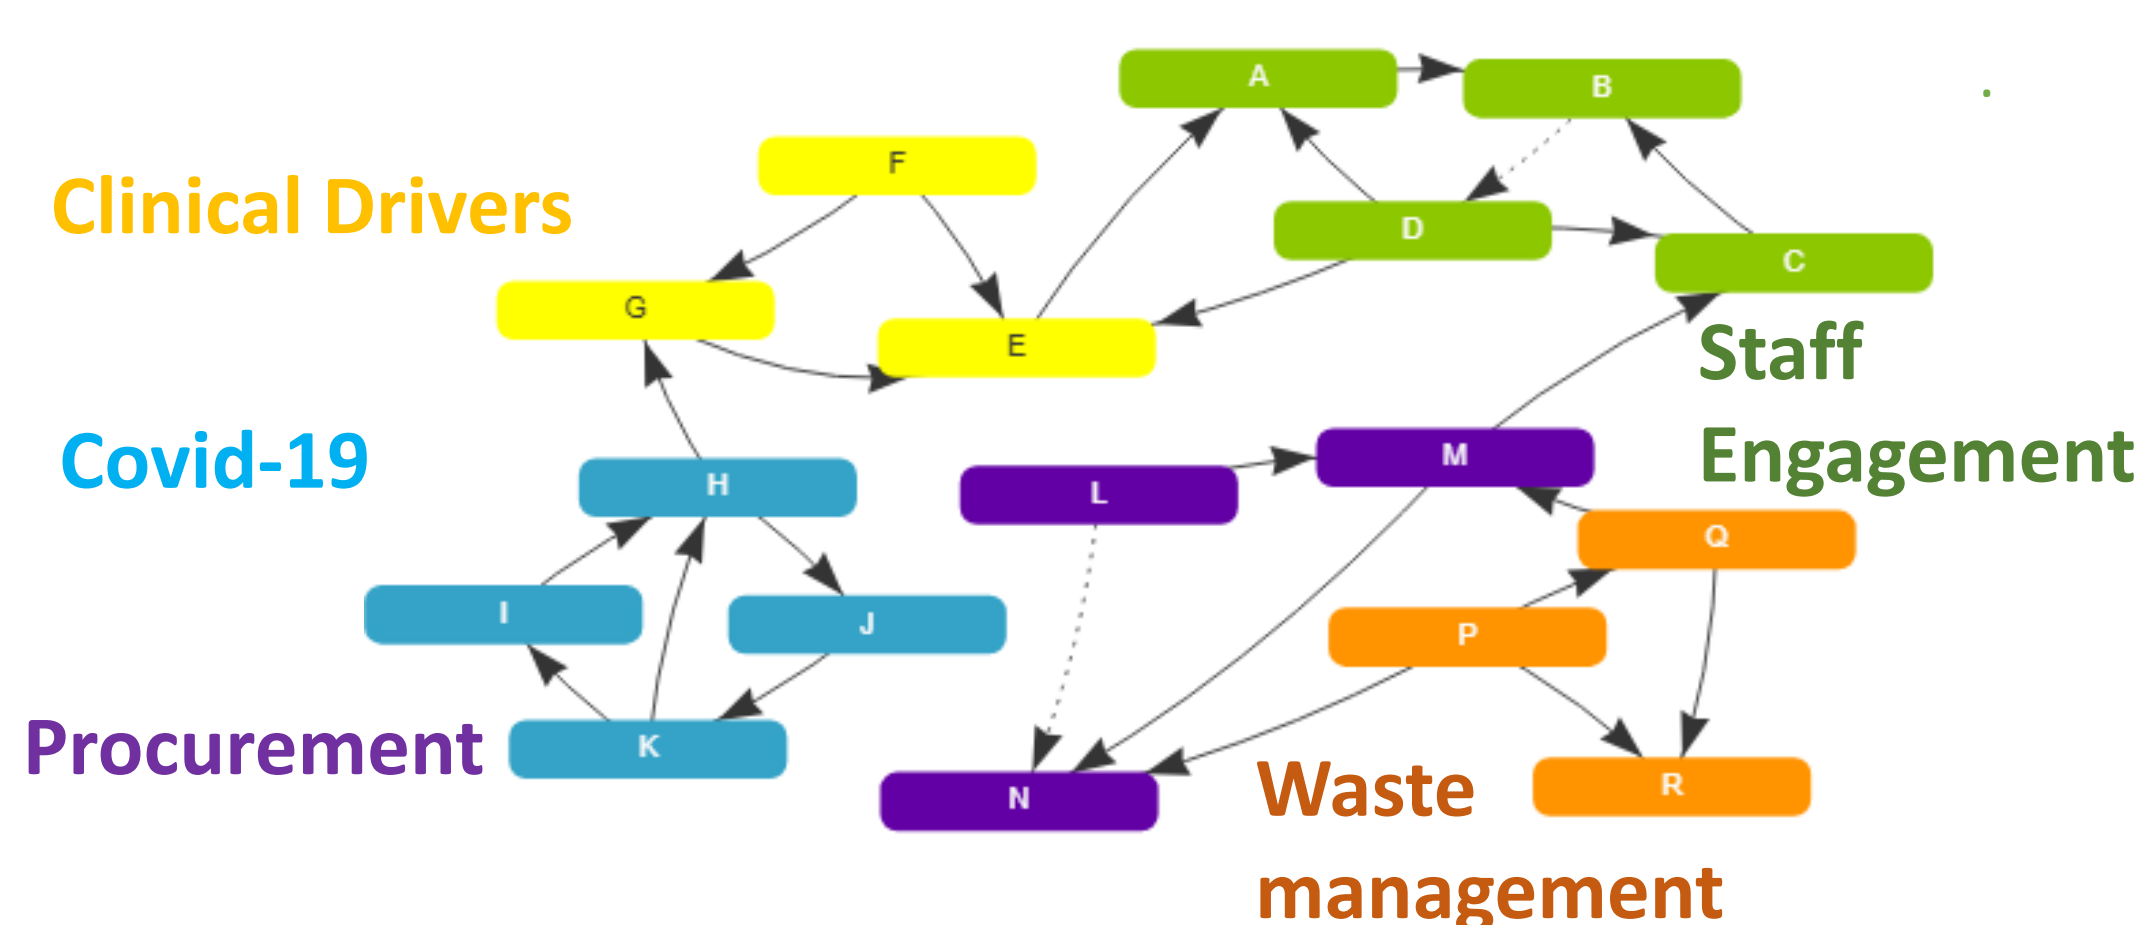 A
B
F
Clinical Drivers
D
C
G
E
Staff
Engagement
Covid-19
M
H
L
Q
I
J
P
Procurement
K
N
Waste
management
R